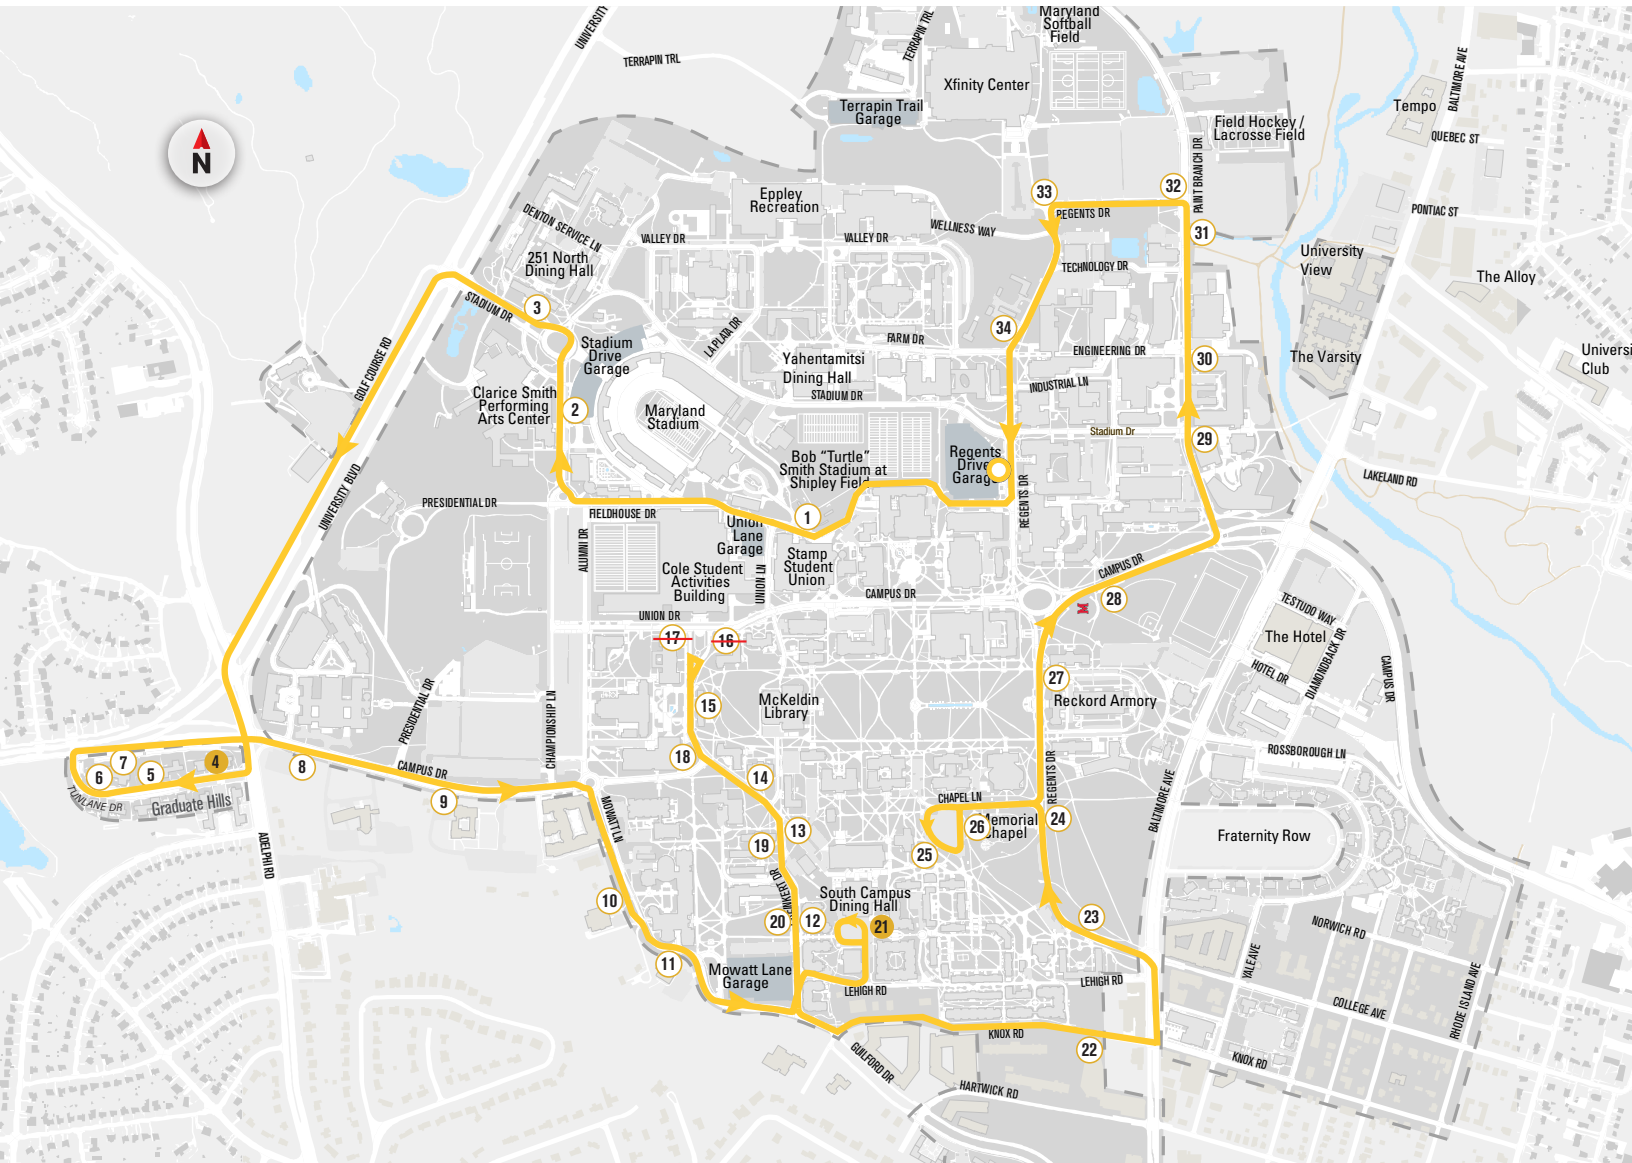 UNIVERSITY
TERRAPIN TRL
TERRAPIN TRL
Maryland
Softball
Field
Xfinity Center
Terrapin Trail
Garage
Field Hockey /
Lacrosse Field
Tempo
BALTIMORE AVE
QUEBEC ST
PONTIAC ST
N
PAINT BRANCH DR
33
32
31
REGENTS DR
Eppley
Recreation
WELLNESS WAY
DENTON SERVICE LN
VALLEY DR
VALLEY DR
251 North
Dining Hall
TECHNOLOGY DR
University
View
The Alloy
STADIUM DR
3
34
GOLF COURSE RD
Stadium
Drive
Garage
LA PLATA DR
FARM DR
ENGINEERING DR
30
The Varsity
Universi
Club
Yahentamitsi
Dining Hall
STADIUM DR
INDUSTRIAL LN
Clarice Smith
Performing
Arts Center
2
Maryland
Stadium
Stadium Dr
29
Bob “Turtle”
Smith Stadium at
Shipley Field
Regents
Drive
Garage
LAKELAND RD
UNIVERSITY BLVD
PRESIDENTIAL DR
FIELDHOUSE DR
1
REGENTS DR
Union
Lane
Garage
ALUMNI DR
Stamp
Student
Union
UNION LN
Cole Student
Activities
Building
CAMPUS DR
CAMPUS DR
28
M
TESTUDO WAY
The Hotel
DIAMONDBACK DR
HOTEL DR
CAMPUS DR
UNION DR
17
16
27
Reckord Armory
15
McKeldin
Library
PRESIDENTIAL DR
CHAMPIONSHIP LN
ROSSBOROUGH LN
18
14
REGENTS DR
BALTIMORE AVE
4
7
6
5
8
CAMPUS DR
9
TUNLANE DR
Graduate Hills
MOWATT LN
CHAPEL LN
26
Memorial
Chapel
24
25
13
19
Fraternity Row
ADELPHI RD
10
South Campus
Dining Hall
20
12
21
23
NORWICH RD
11
Mowatt Lane
Garage
LEHIGH RD
LEHIGH RD
YALE AVE
COLLEGE AVE
RHODE ISLAND AVE
KNOX RD
22
KNOX RD
GUILFORD DR
HARTWICK RD